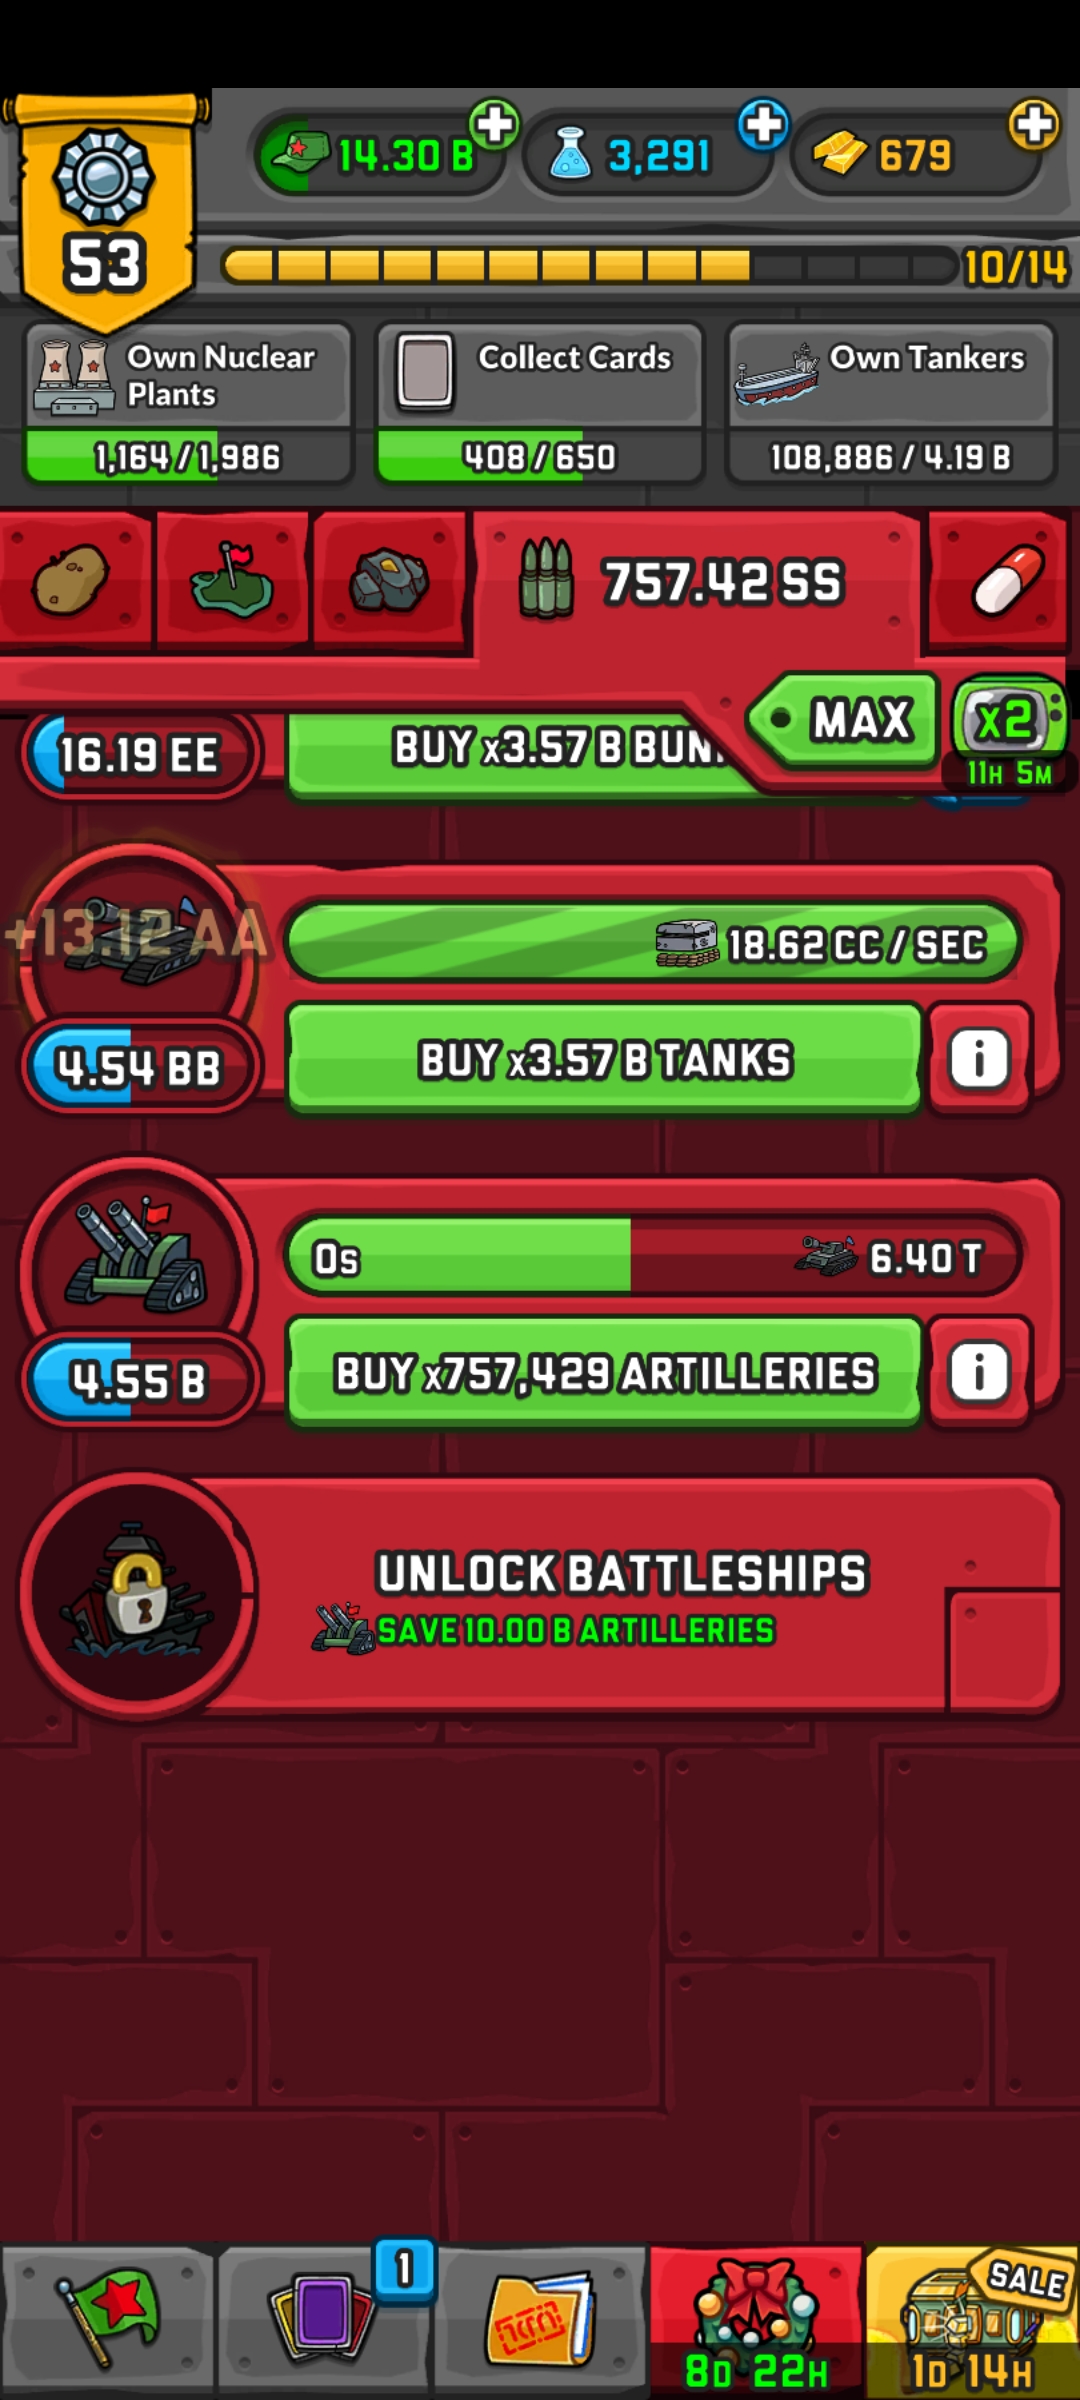 14.30 B
3,291
679
53
10/14
Own Nuclear
Plants
Collect Cards
Own Tankers
1,164 / 1,986
408 / 650
108,886 / 4.19 B
757.42 SS
MAX
x2
11H 5M
16.19 EE
BUY x3.57 B BUN
+13.12 AA
18.62 CC / SEC
4.54 BB
BUY x3.57 B TANKS
i
0s
6.40 T
4.55 B
BUY x757,429 ARTILLERIES
i
UNLOCK BATTLESHIPS
SAVE 10.00 B ARTILLERIES
1
SALE
8D 22H
1D 14H